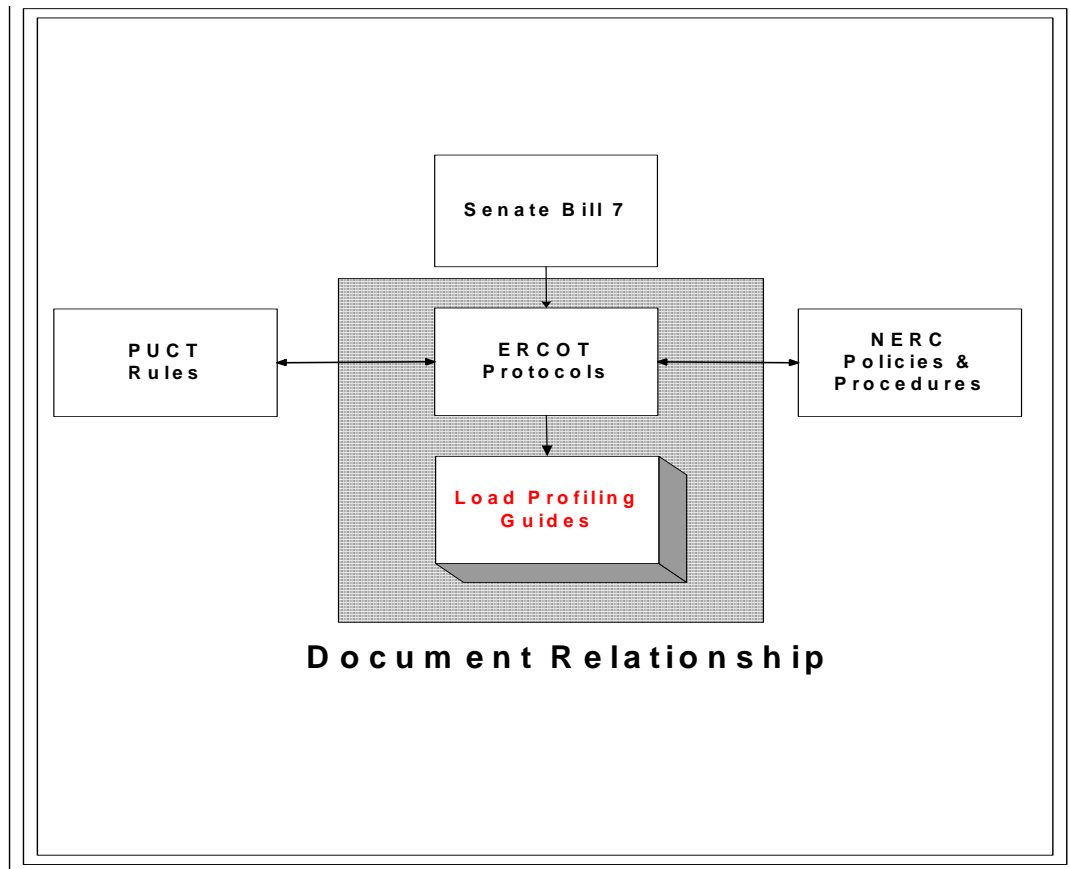 Senate Bill 7
PUCT
Rules
ERCOT
Protocols
NERC
Policies &
Procedures
Load Profiling
Guides
Document Relationship